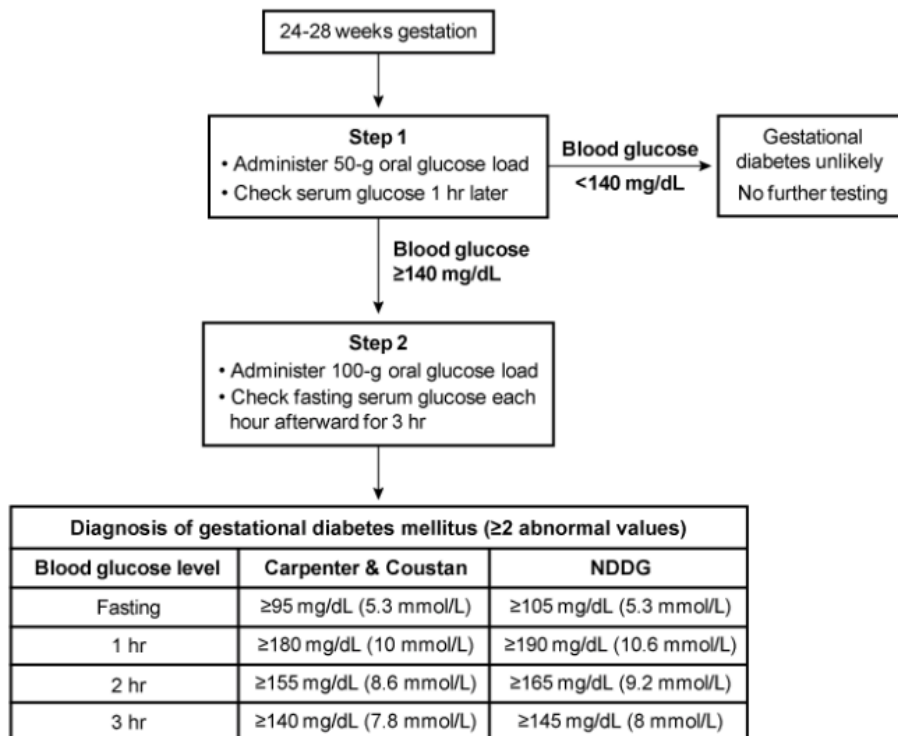 24-28 weeks gestation
Step 1
• Administer 50-g oral glucose load
• Check serum glucose 1 hr later
Blood glucose
<140 mg/dL
Gestational
diabetes unlikely
No further testing
Blood glucose
≥140 mg/dL
Step 2
• Administer 100-g oral glucose load
• Check fasting serum glucose each
hour afterward for 3 hr
Diagnosis of gestational diabetes mellitus (≥2 abnormal values)
Blood glucose level Carpenter & Coustan NDDG
Fasting ≥95 mg/dL (5.3 mmol/L) ≥105 mg/dL (5.3 mmol/L)
1 hr ≥180 mg/dL (10 mmol/L) ≥190 mg/dL (10.6 mmol/L)
2 hr ≥155 mg/dL (8.6 mmol/L) ≥165 mg/dL (9.2 mmol/L)
3 hr ≥140 mg/dL (7.8 mmol/L) ≥145 mg/dL (8 mmol/L)